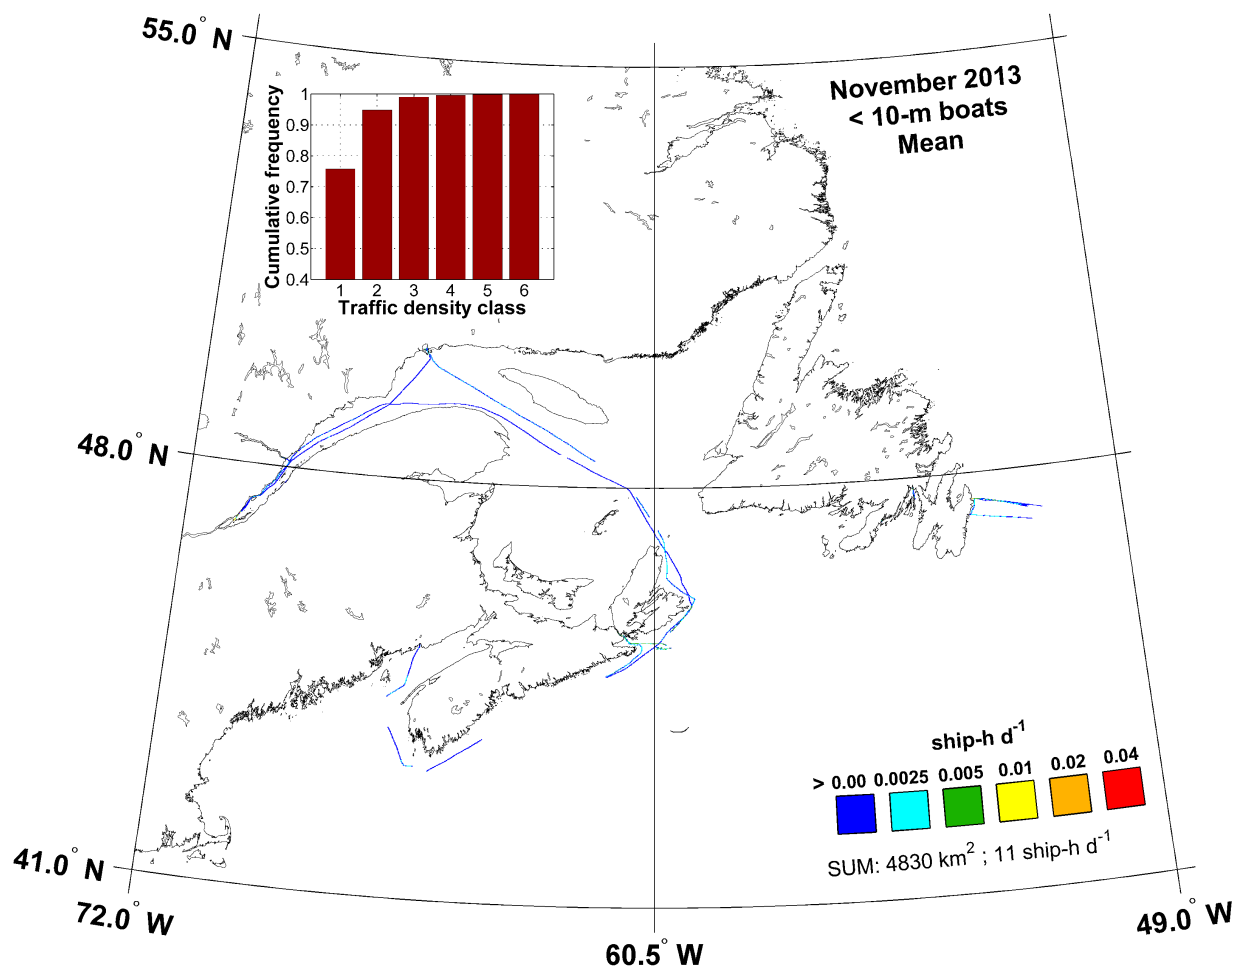 55.0° N
November 2013
< 10-m boats
Mean
Cumulative frequency
1
0.9
0.8
0.7
0.6
0.5
0.4
1 2 3 4 5 6
Traffic density class
48.0° N
ship-h d⁻¹
> 0.00 0.0025 0.005 0.01 0.02 0.04
SUM: 4830 km² ; 11 ship-h d⁻¹
41.0° N
72.0° W
60.5° W
49.0° W